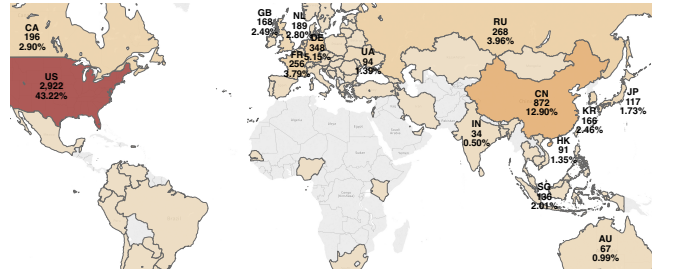 CA
196
2.90%
US
2,922
43.22%
GB
168
2.49%
NL
189
2.80%
DE
348
5.15%
FR
256
3.79%
UA
94
1.39%
RU
268
3.96%
CN
872
12.90%
JP
117
1.73%
KR
166
2.46%
IN
34
0.50%
HK
91
1.35%
SG
136
2.01%
AU
67
0.99%